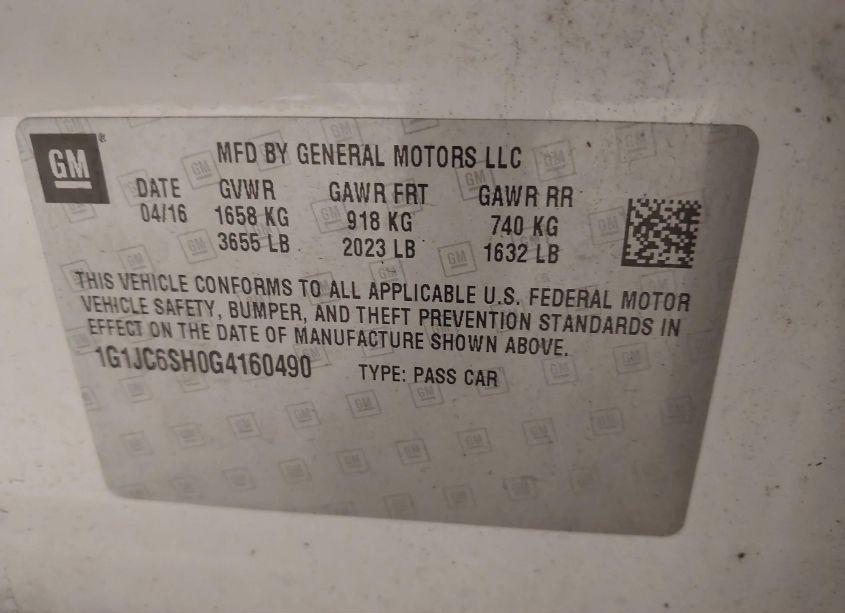 GM
MFD BY GENERAL MOTORS LLC
DATE GVWR GAWR FRT GAWR RR
04/16 1658 KG 918 KG 740 KG
3655 LB 2023 LB 1632 LB
THIS VEHICLE CONFORMS TO ALL APPLICABLE U.S. FEDERAL MOTOR
VEHICLE SAFETY, BUMPER, AND THEFT PREVENTION STANDARDS IN
EFFECT ON THE DATE OF MANUFACTURE SHOWN ABOVE.
1G1JC6SH0G4160490 TYPE: PASS CAR